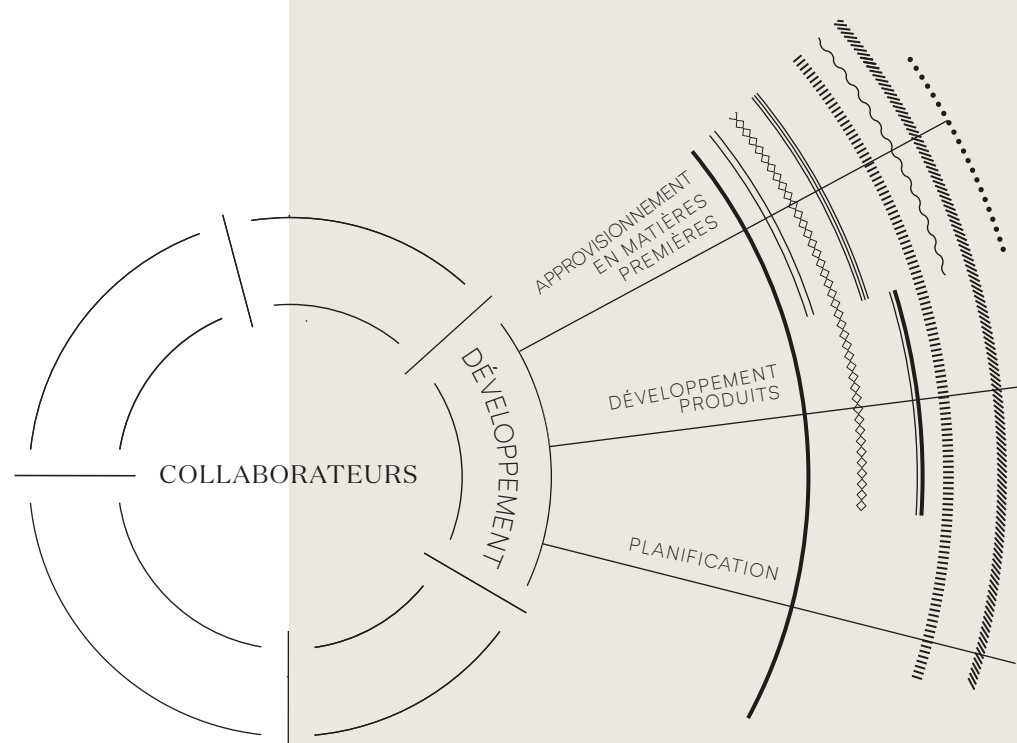 APPROVISIONNEMENT
EN MATIÈRES
PREMIÈRES
DÉVELOPPEMENT
DÉVELOPPEMENT
PRODUITS
COLLABORATEURS
PLANIFICATION